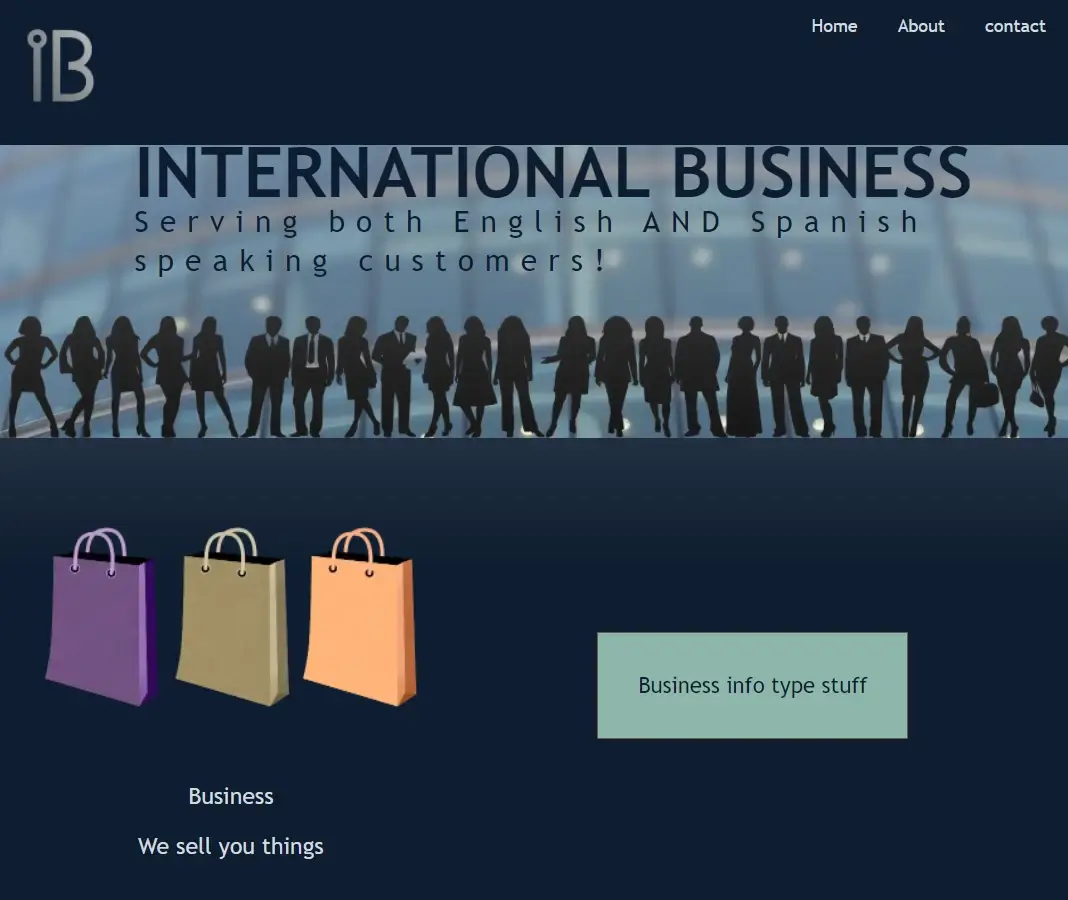 iB
Home About contact
INTERNATIONAL BUSINESS
Serving both English AND Spanish
speaking customers!
Business info type stuff
Business
We sell you things